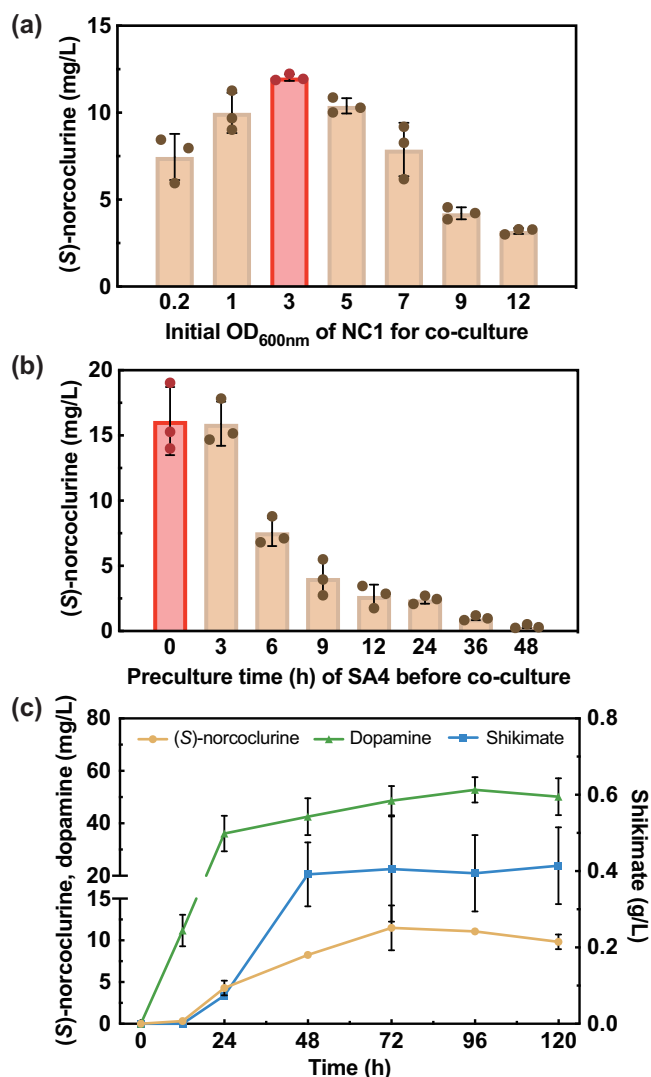 (a)
(S)-norcoclurine (mg/L)
15
10
5
0
0.2 1 3 5 7 9 12
Initial OD600nm of NC1 for co-culture
(b)
(S)-norcoclurine (mg/L)
20
15
10
5
0
0 3 6 9 12 24 36 48
Preculture time (h) of SA4 before co-culture
(c)
(S)-norcoclurine, dopamine (mg/L)
80
60
40
20
15
10
5
0
(S)-norcoclurine Dopamine Shikimate
0.8
0.6
0.4
0.2
0.0
Shikimate (g/L)
0 24 48 72 96 120
Time (h)